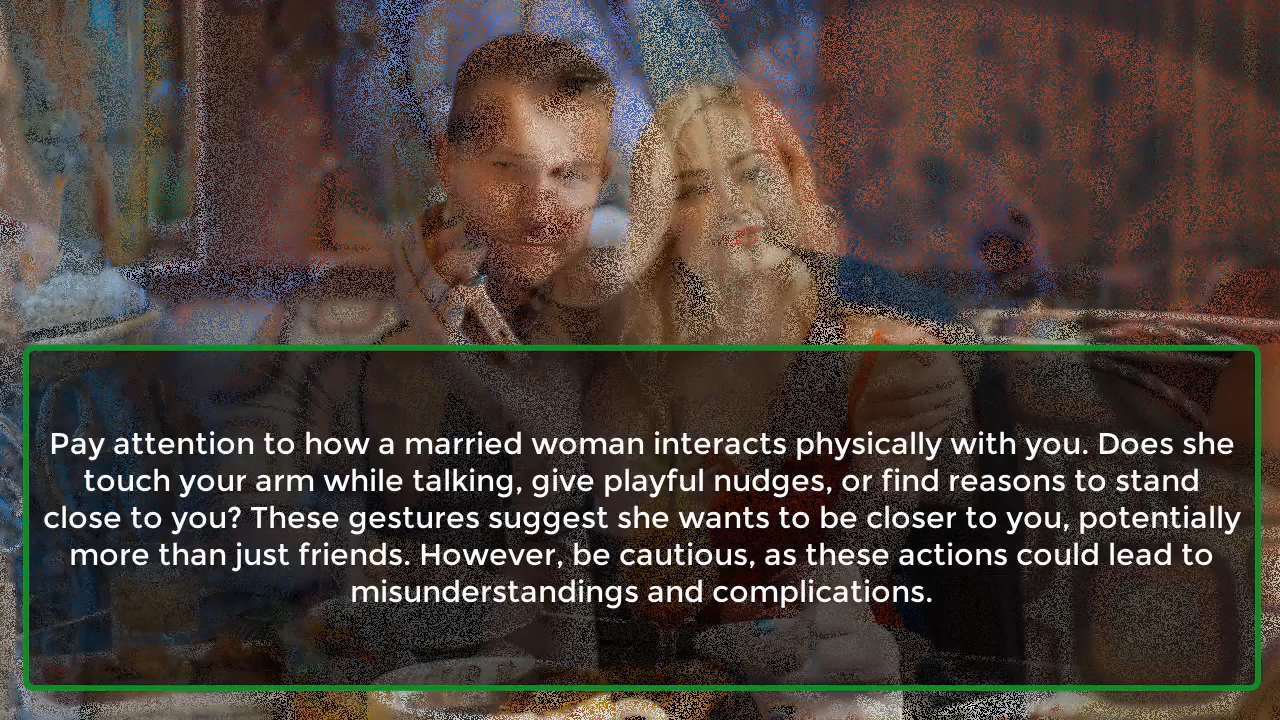 Pay attention to how a married woman interacts physically with you. Does she
touch your arm while talking, give playful nudges, or find reasons to stand
close to you? These gestures suggest she wants to be closer to you, potentially
more than just friends. However, be cautious, as these actions could lead to
misunderstandings and complications.